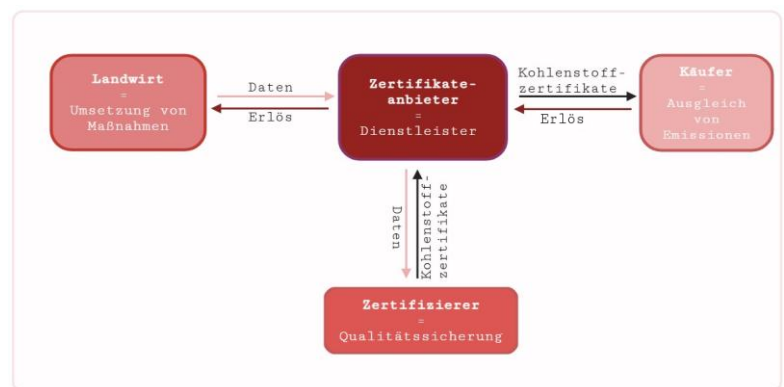 Landwirt
=
Umsetzung von
Maßnahmen
Daten
Erlös
Zertifikate-
anbieter
=
Dienstleister
Kohlenstoff-
zertifikate
Erlös
Käufer
=
Ausgleich
von
Emissionen
Daten
Kohlenstoff-
zertifikate
Zertifizierer
=
Qualitätssicherung